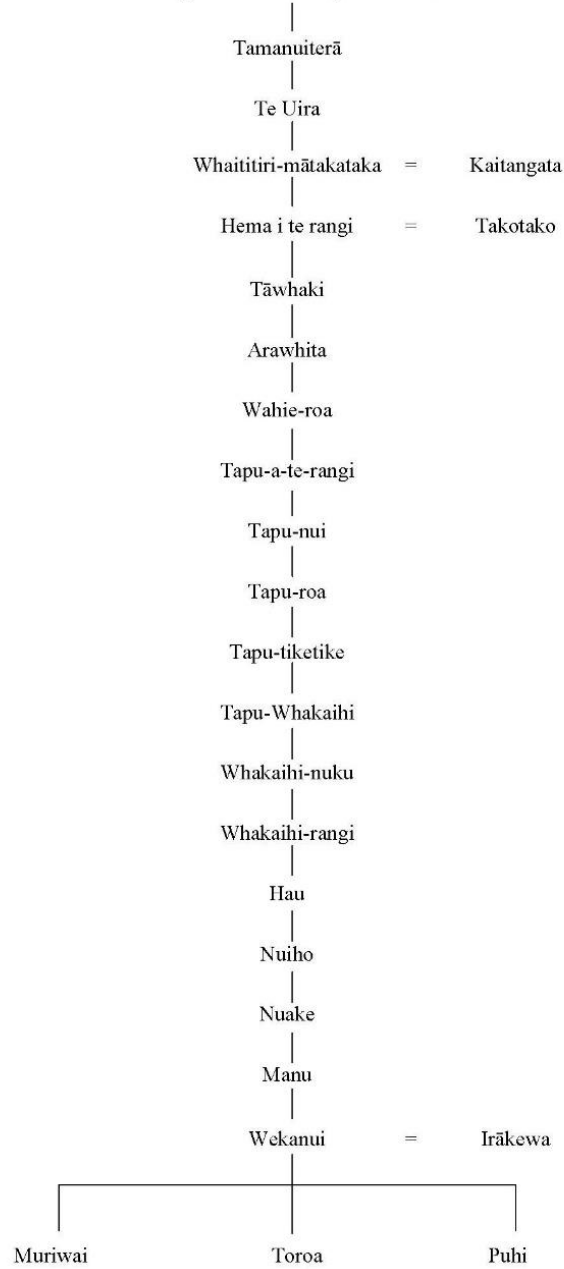 Tamanuiterā
Te Uira
Whaititiri-mātakataka = Kaitangata
Hema i te rangi = Takotako
Tāwhaki
Arawhita
Wahie-roa
Tapu-a-te-rangi
Tapu-nui
Tapu-roa
Tapu-tiketike
Tapu-Whakaihi
Whakaihi-nuku
Whakaihi-rangi
Hau
Nuiho
Nuake
Manu
Wekanui = Irākewa
Muriwai Toroa Puhi